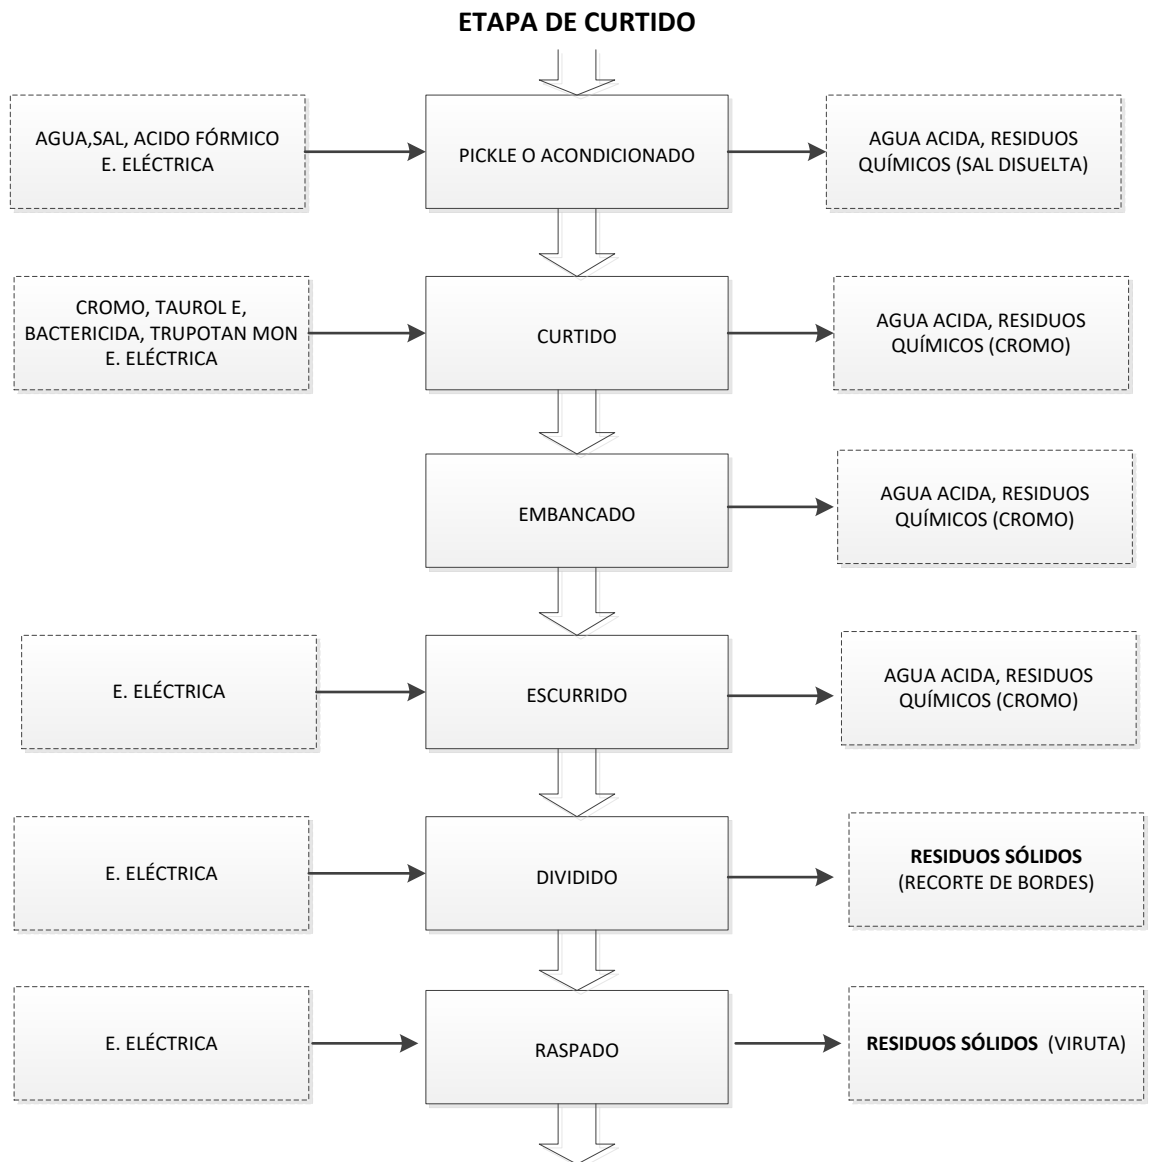 ETAPA DE CURTIDO
AGUA,SAL, ACIDO FÓRMICO
E. ELÉCTRICA
PICKLE O ACONDICIONADO
AGUA ACIDA, RESIDUOS
QUÍMICOS (SAL DISUELTA)
CROMO, TAUROL E,
BACTERICIDA, TRUPOTAN MON
E. ELÉCTRICA
CURTIDO
AGUA ACIDA, RESIDUOS
QUÍMICOS (CROMO)
EMBANCADO
AGUA ACIDA, RESIDUOS
QUÍMICOS (CROMO)
E. ELÉCTRICA
ESCURRIDO
AGUA ACIDA, RESIDUOS
QUÍMICOS (CROMO)
E. ELÉCTRICA
DIVIDIDO
RESIDUOS SÓLIDOS
(RECORTE DE BORDES)
E. ELÉCTRICA
RASPADO
RESIDUOS SÓLIDOS (VIRUTA)